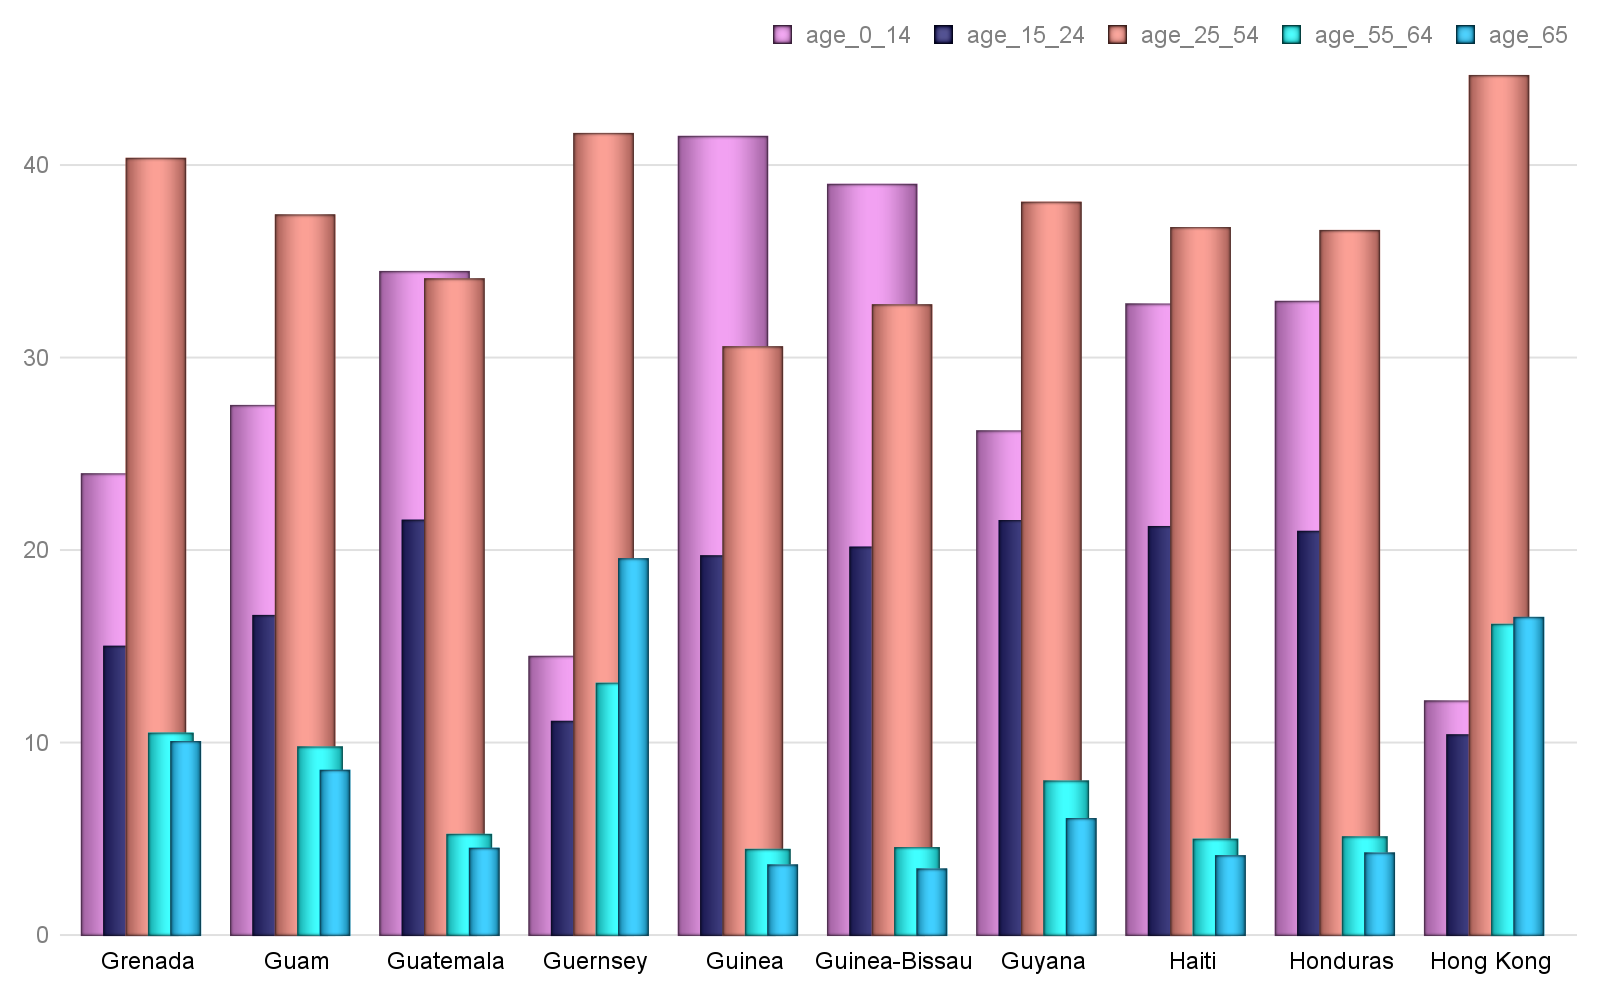 age_0_14 age_15_24 age_25_54 age_55_64 age_65
40
30
20
10
0
Grenada Guam Guatemala Guernsey Guinea Guinea-Bissau Guyana Haiti Honduras Hong Kong